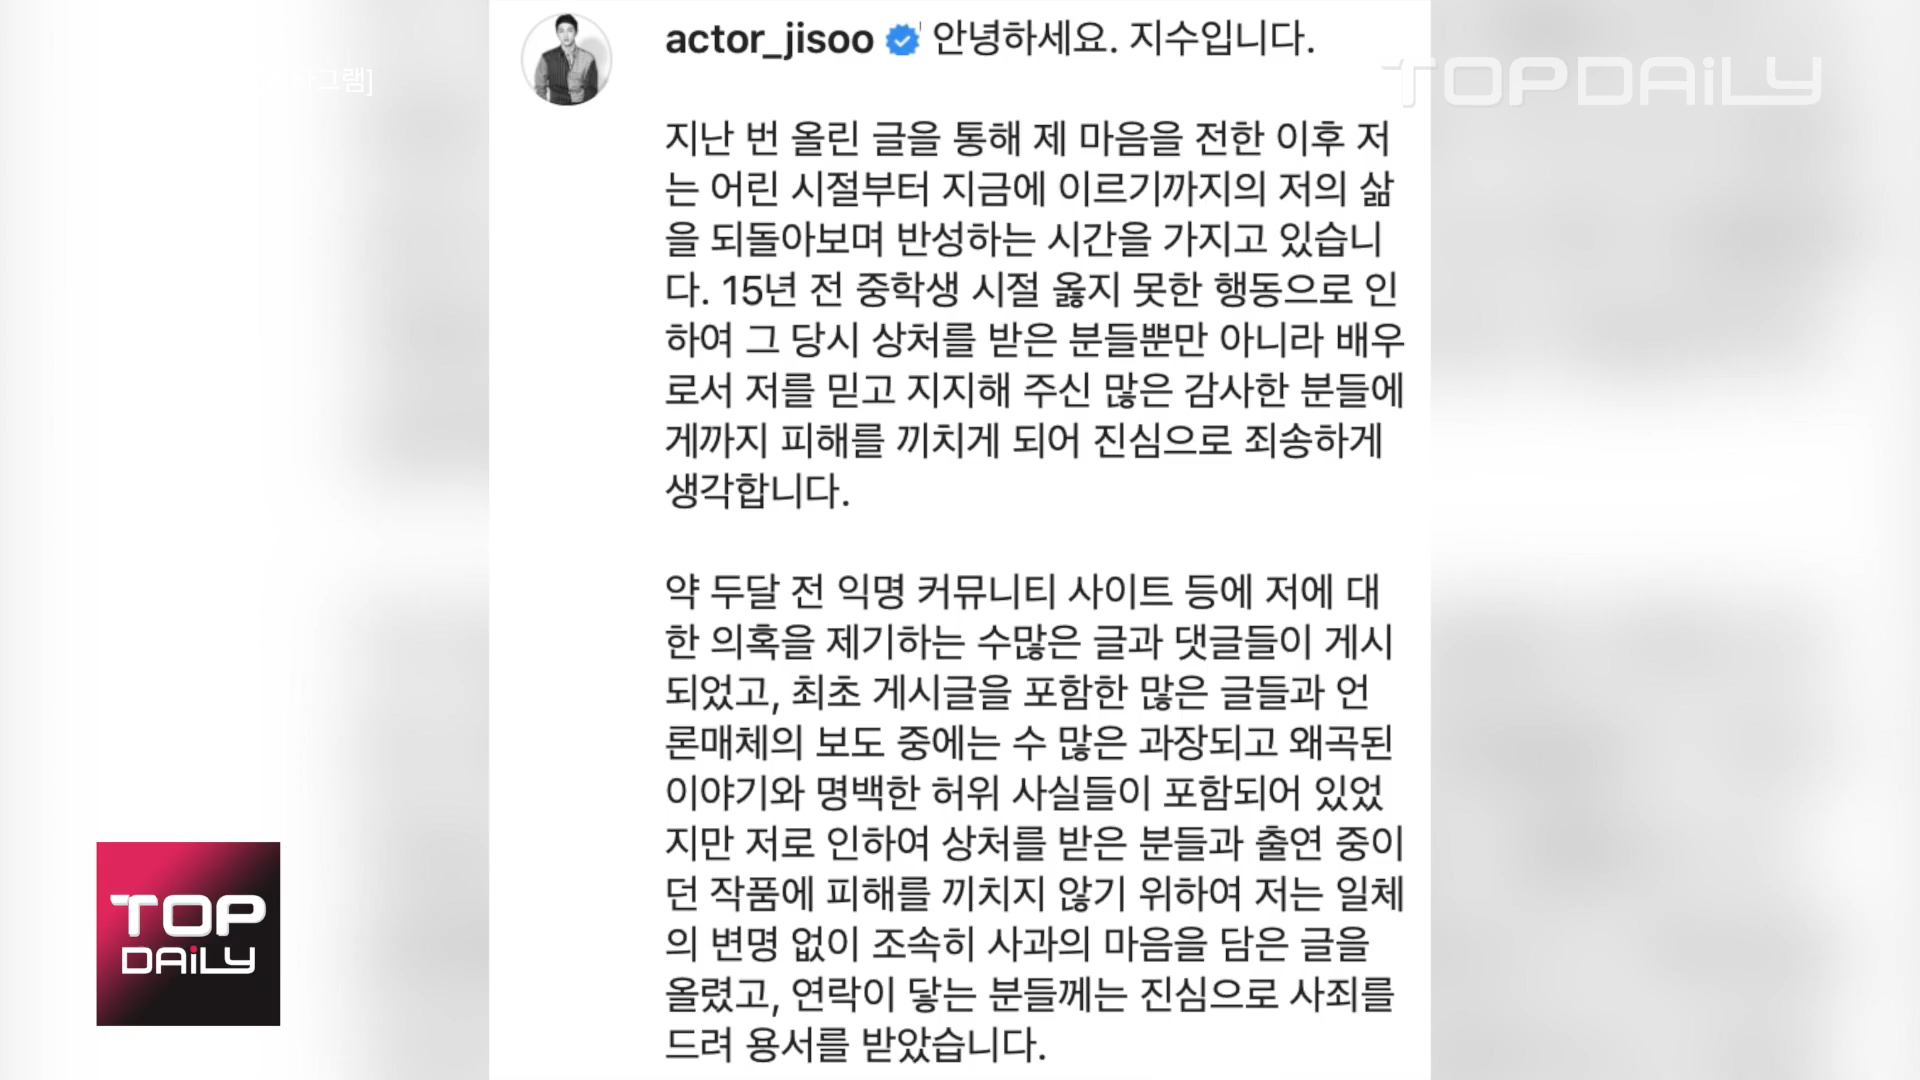 actor_jisoo 안녕하세요. 지수입니다.
TOPDAiLY
지난 번 올린 글을 통해 제 마음을 전한 이후 저
는 어린 시절부터 지금에 이르기까지의 저의 삶
을 되돌아보며 반성하는 시간을 가지고 있습니
다. 15년 전 중학생 시절 옳지 못한 행동으로 인
하여 그 당시 상처를 받은 분들뿐만 아니라 배우
로서 저를 믿고 지지해 주신 많은 감사한 분들에
게까지 피해를 끼치게 되어 진심으로 죄송하게
생각합니다.
약 두달 전 익명 커뮤니티 사이트 등에 저에 대
한 의혹을 제기하는 수많은 글과 댓글들이 게시
되었고, 최초 게시글을 포함한 많은 글들과 언
론매체의 보도 중에는 수 많은 과장되고 왜곡된
이야기와 명백한 허위 사실들이 포함되어 있었
지만 저로 인하여 상처를 받은 분들과 출연 중이
던 작품에 피해를 끼치지 않기 위하여 저는 일체
의 변명 없이 조속히 사과의 마음을 담은 글을
올렸고, 연락이 닿는 분들께는 진심으로 사죄를
드려 용서를 받았습니다.
TOP
DAiLY